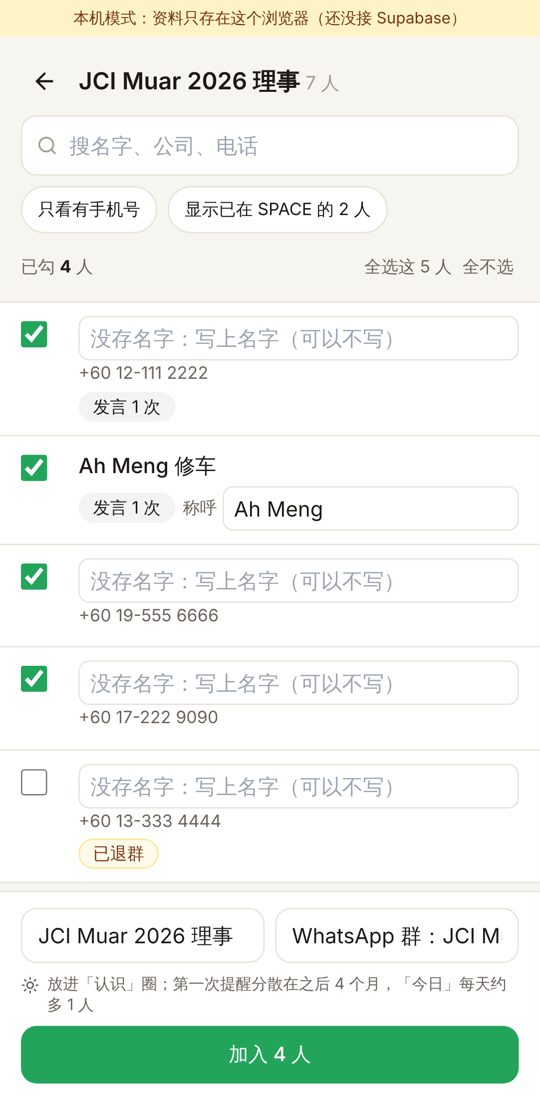 本机模式：资料只存在这个浏览器（还没接 Supabase）
JCI Muar 2026 理事 7 人
搜名字、公司、电话
只看有手机号 显示已在 SPACE 的 2 人
已勾 4 人 全选这 5 人 全不选
没存名字：写上名字（可以不写）
+60 12-111 2222
发言 1 次
Ah Meng 修车
发言 1 次 称呼 Ah Meng
没存名字：写上名字（可以不写）
+60 19-555 6666
没存名字：写上名字（可以不写）
+60 17-222 9090
没存名字：写上名字（可以不写）
+60 13-333 4444
已退群
JCI Muar 2026 理事 WhatsApp 群：JCI M
放进「认识」圈；第一次提醒分散在之后 4 个月，「今日」每天约
多 1 人
加入 4 人